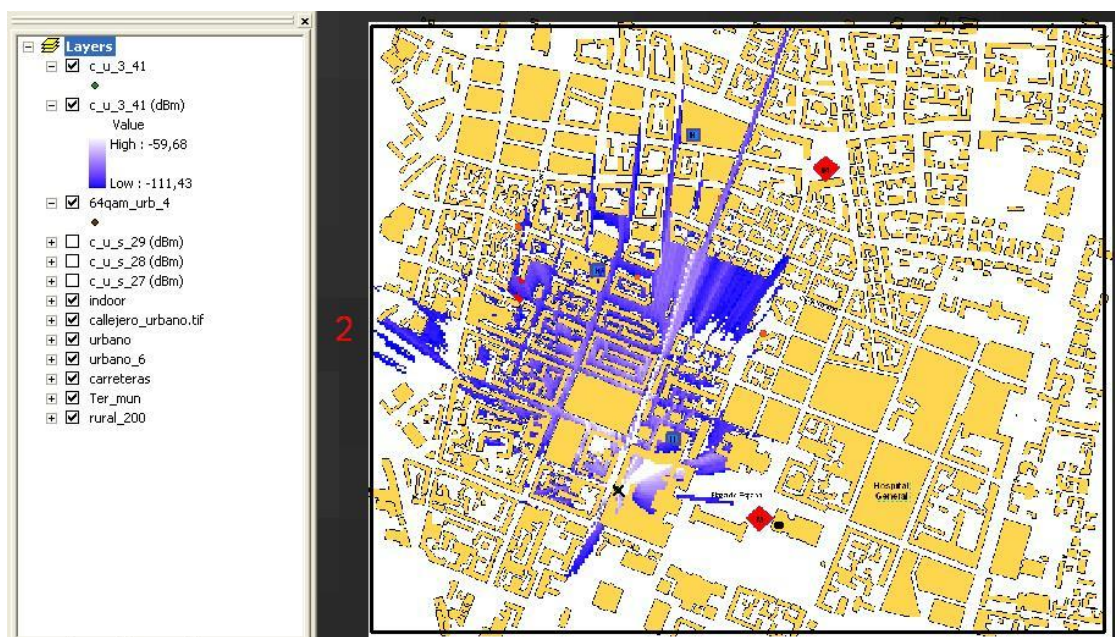 Layers
c_u_3_41
c_u_3_41 (dBm)
Value
High : -59,68
Low : -111,43
64qam_urb_4
c_u_s_29 (dBm)
c_u_s_28 (dBm)
c_u_s_27 (dBm)
indoor
callejero_urbano.tif
urbano
urbano_6
carreteras
Ter_mun
rural_200
2
Hospital
General